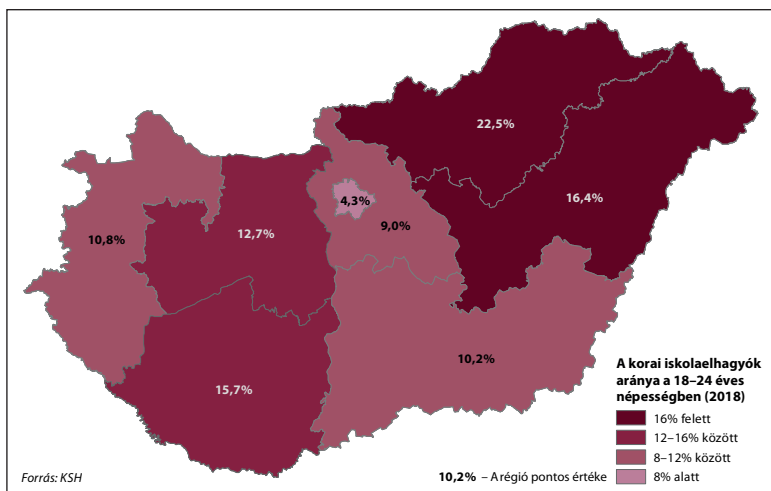 22,5%
16,4%
4,3%
9,0%
12,7%
10,8%
10,2%
15,7%
A korai iskolaelhagyók
aránya a 18–24 éves
népességben (2018)
16% felett
12–16% között
8–12% között
8% alatt
10,2% – A régió pontos értéke
Forrás: KSH